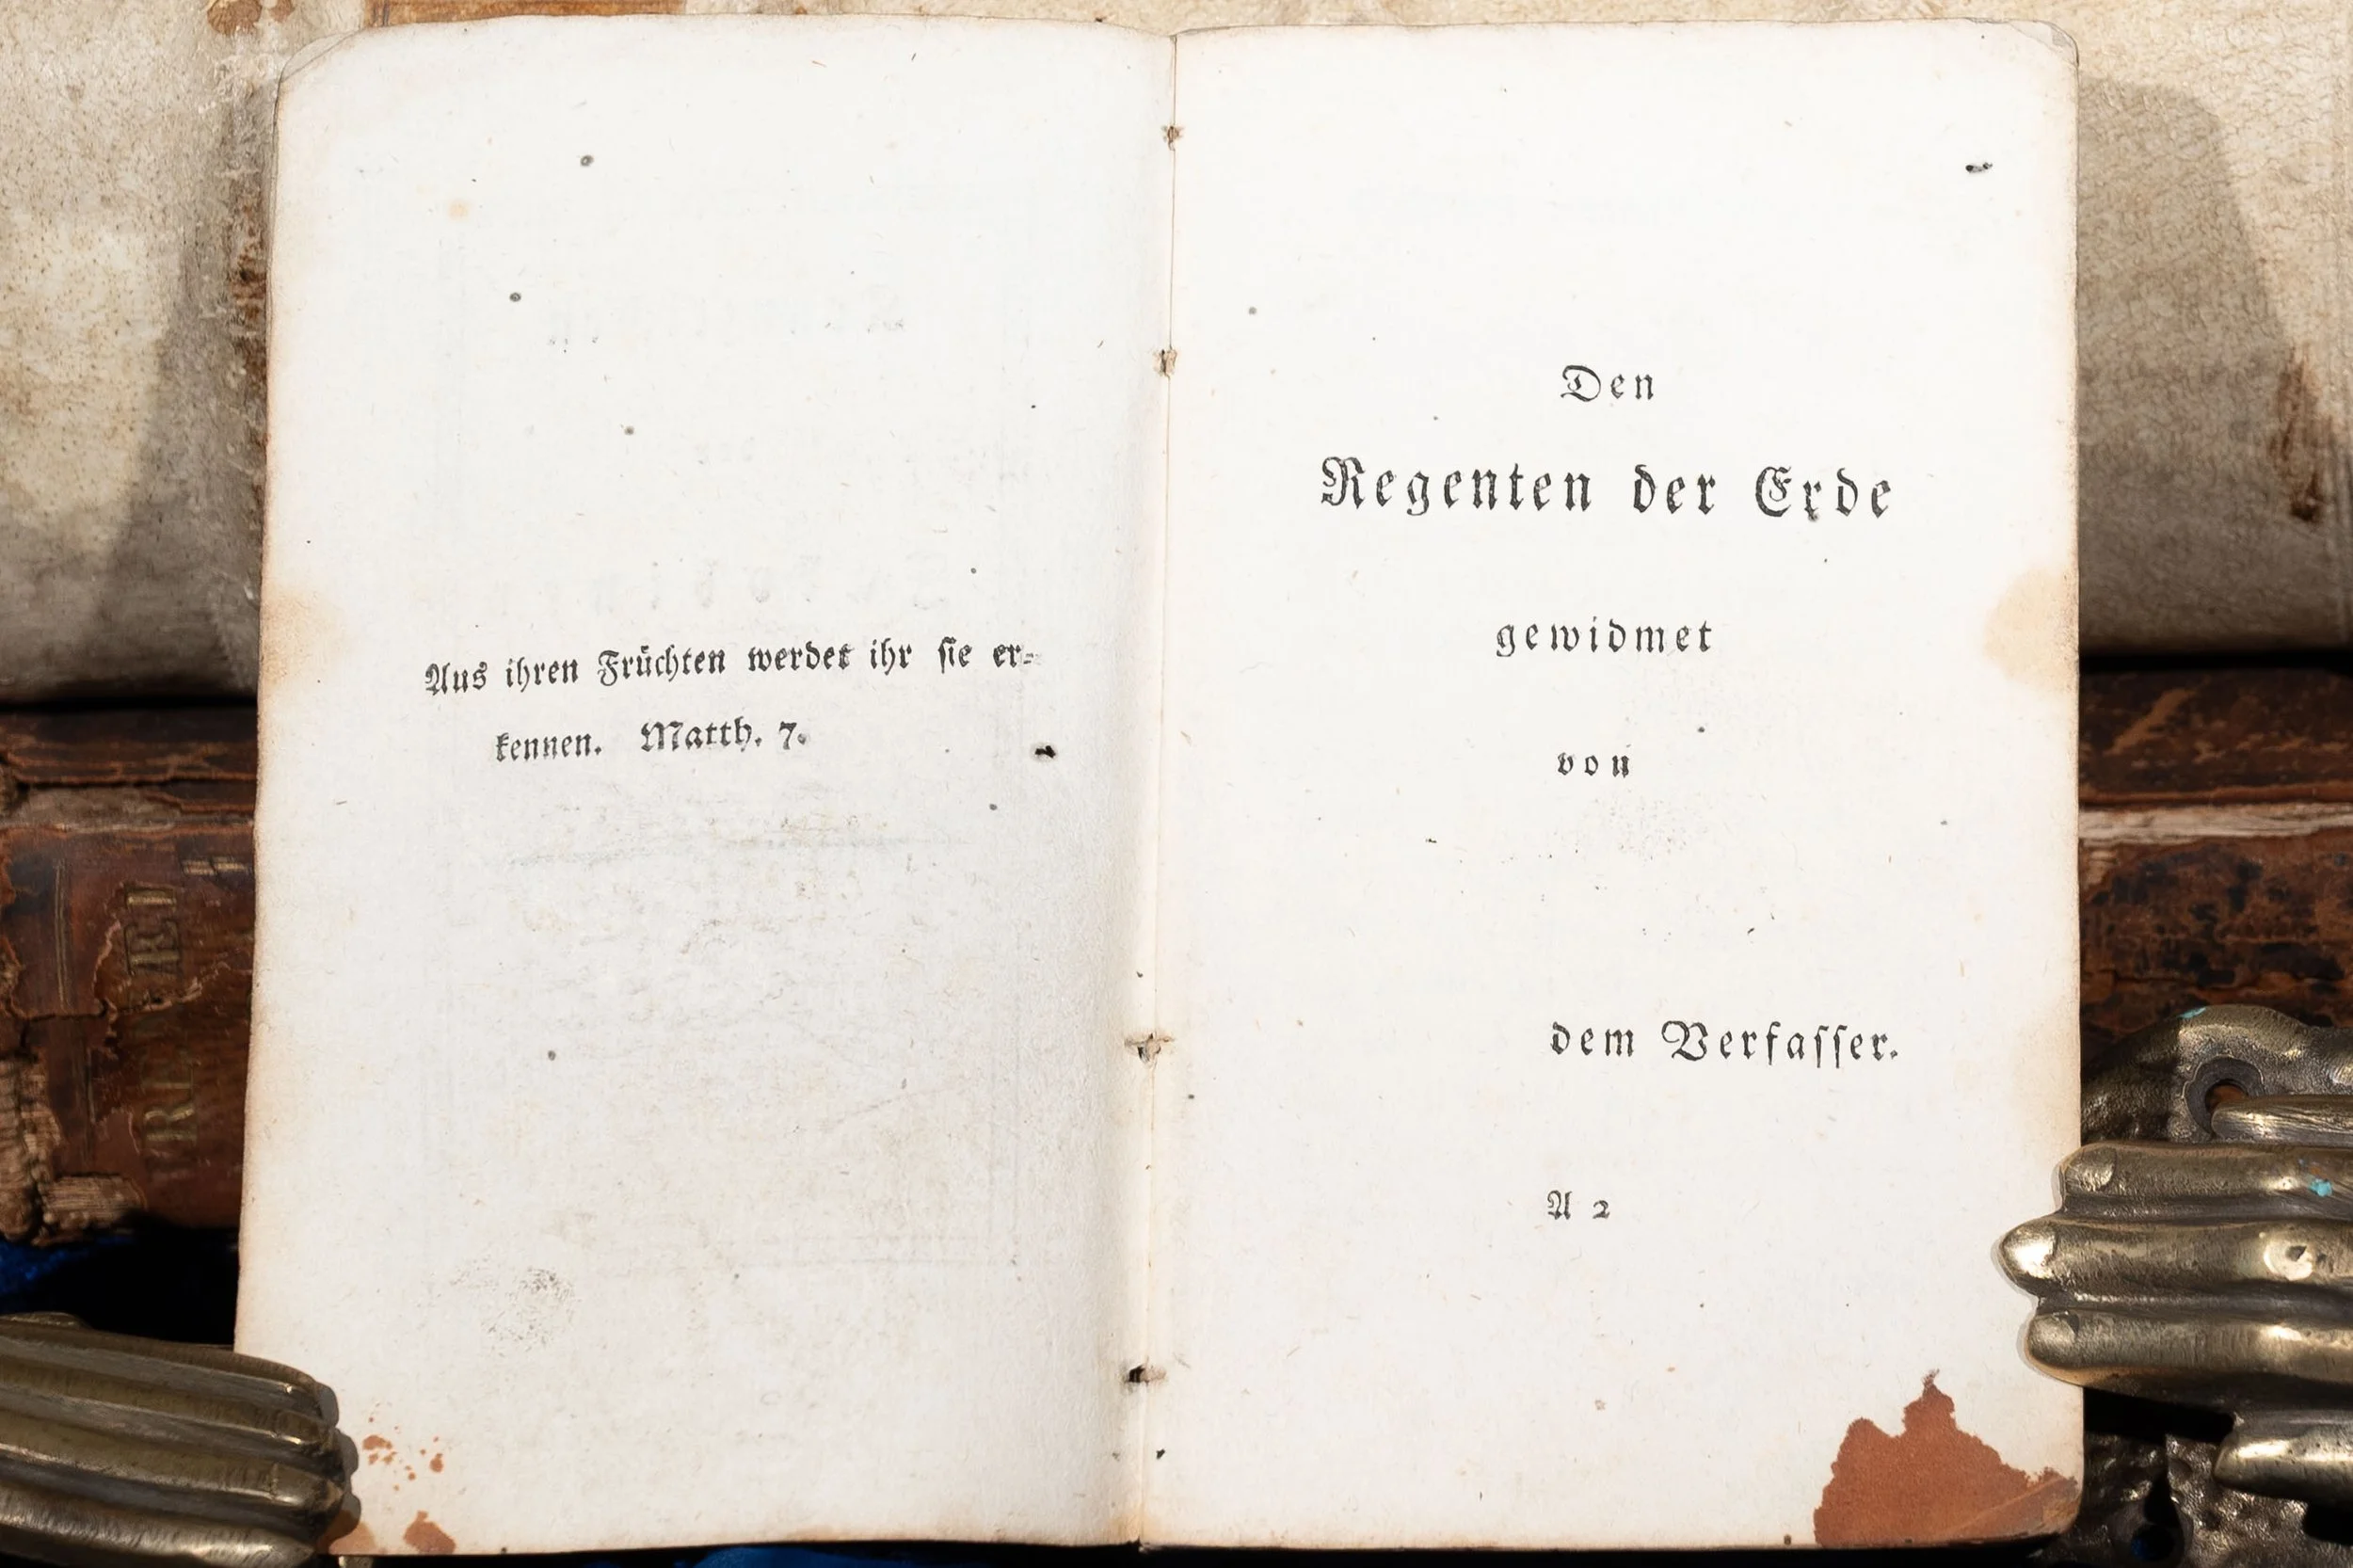 Aus ihren Früchten werdet ihr ſie er⸗
kennen. Matth. 7.
Den
Regenten der Erde
gewidmet
von
dem Verfaſſer.
A 2